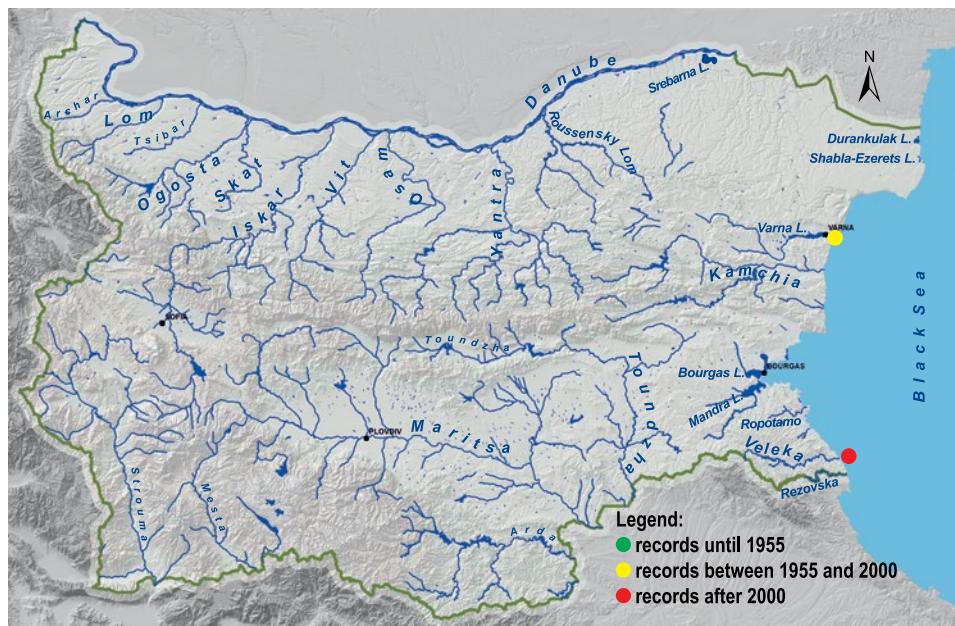 N
Danube
Srebarna L.
Archar
Lom
Tsibar
Ogosta
Skat
Iskar
Vit
Osam
Yantra
Roussensky Lom
Durankulak L.
Shabla-Ezerets L.
Varna L.
VARNA
Kamchia
Black Sea
SOFIA
Toundzha
Toundzha
Bourgas L.
BOURGAS
Mandra L.
Ropotamo
Veleka
Rezovska
PLOVDIV
Maritsa
Strouma
Mesta
Arda
Legend:
records until 1955
records between 1955 and 2000
records after 2000